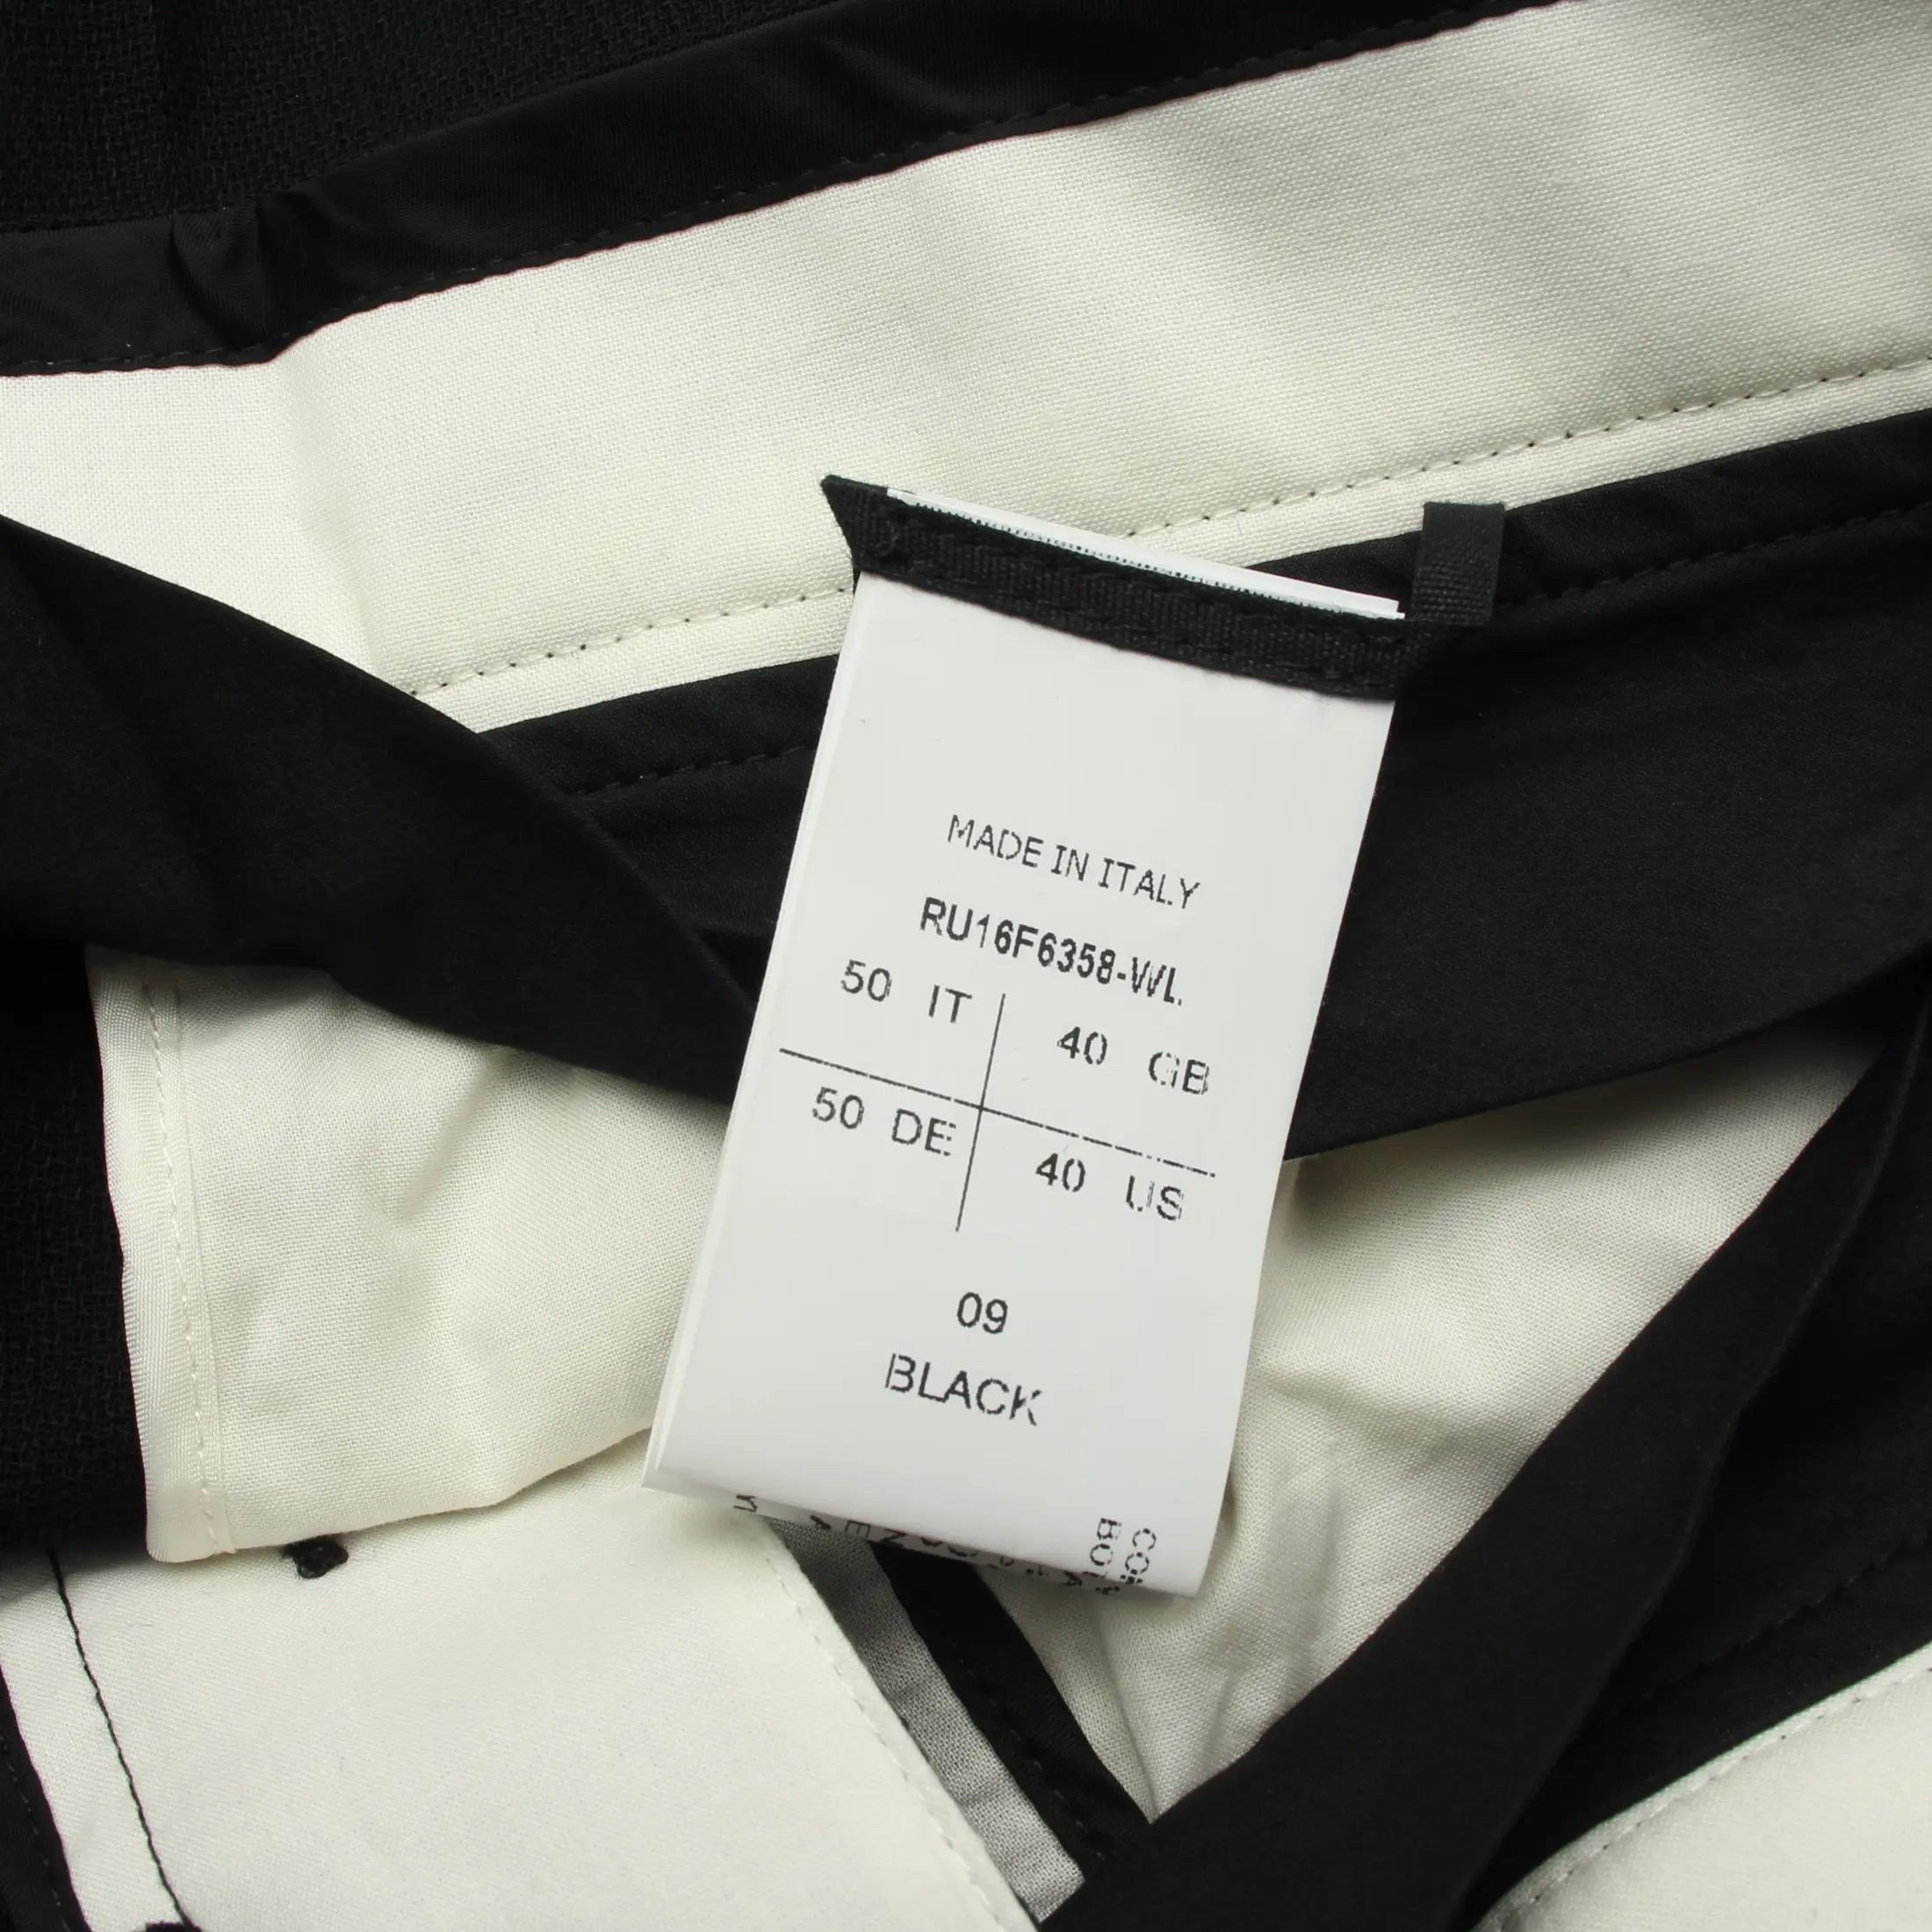 MADE IN ITALY
RU16F6358-WL
50 IT 40 GB
50 DE 40 US
09
BLACK